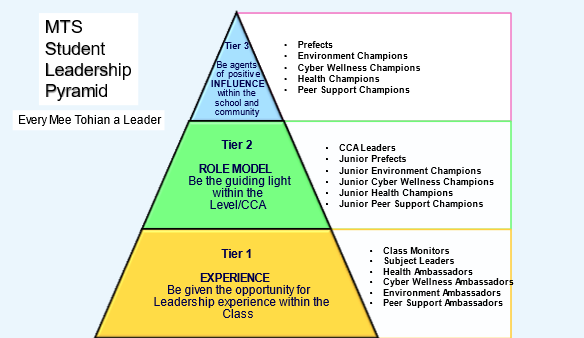 MTS
Student
Leadership
Pyramid
Every Mee Tohian a Leader
Tier 3
Be agents
of positive
INFLUENCE
within the
school and
community
• Prefects
• Environment Champions
• Cyber Wellness Champions
• Health Champions
• Peer Support Champions
Tier 2
ROLE MODEL
Be the guiding light
within the
Level/CCA
• CCA Leaders
• Junior Prefects
• Junior Environment Champions
• Junior Cyber Wellness Champions
• Junior Health Champions
• Junior Peer Support Champions
Tier 1
EXPERIENCE
Be given the opportunity for
Leadership experience within the
Class
• Class Monitors
• Subject Leaders
• Health Ambassadors
• Cyber Wellness Ambassadors
• Environment Ambassadors
• Peer Support Ambassadors